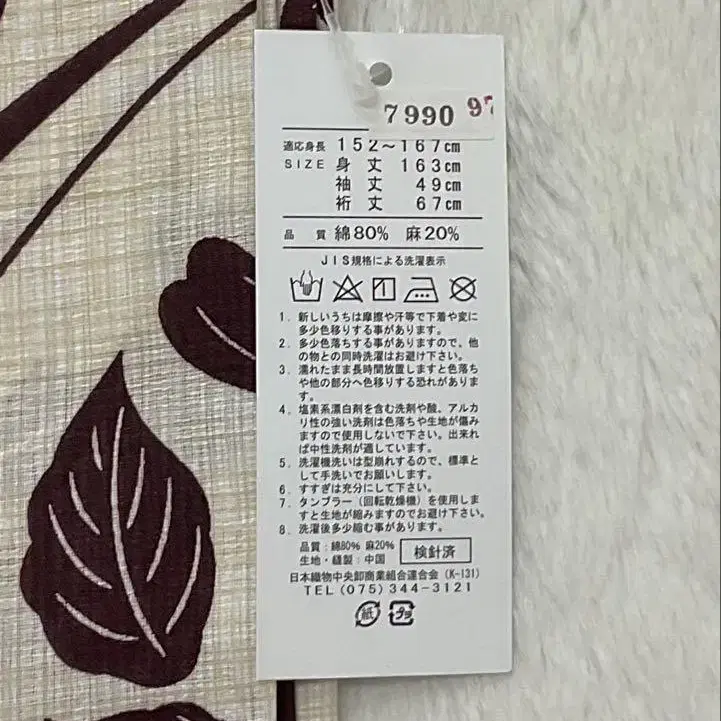 7990 97
適応身長 152〜167cm
SIZE 身丈 163cm
袖丈 49cm
裄丈 67cm
品質 綿80% 麻20%
JIS規格による洗濯表示
1. 新しいうちは摩擦や汗等で下着や変に
多少色移りする事があります。
2. 多少色落ちする事がありますので、他
の物との同時洗濯はお避け下さい。
3. 濡れたまま長時間放置しますと色落ち
や他の部分へ色移りする恐れがありま
す。
4. 塩素系漂白剤を含む洗剤や酸、アルカ
リ性の強い洗剤は色落ちや生地が傷み
ますので使用しないで下さい。出来れ
ば中性洗剤が適しています。
5. 洗濯機洗いは型崩れするので、標準と
して手洗いでお願いします。
6. すすぎは充分にして下さい。
7. タンブラー（回転乾燥機）を使用しま
すと生地が縮みますのでお避け下さい。
8. 洗濯後多少縮む事があります。
品質：綿80% 麻20%
生地・縫製：中国
検針済
日本織物中央卸商業組合連合会（K-131）
TEL（075）344-3121
紙 プラ